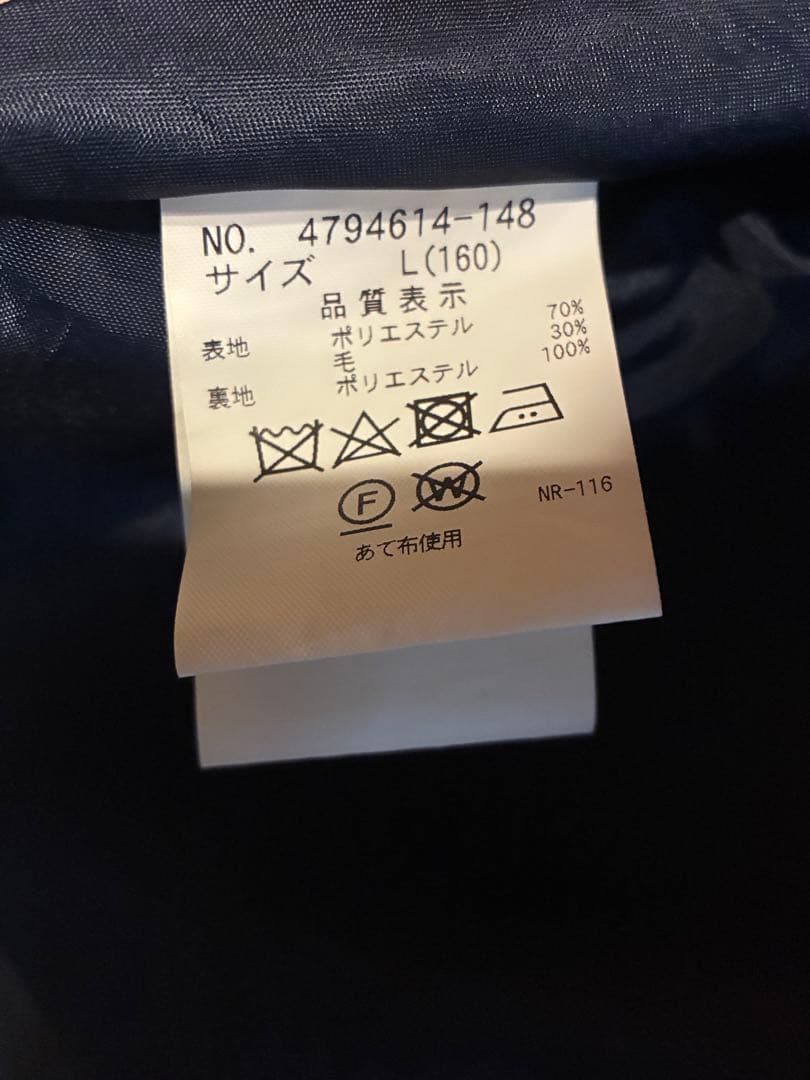 NO. 4794614-148
サイズ L(160)
品質表示
表地 ポリエステル 70%
毛 30%
裏地 ポリエステル 100%
F W
NR-116
あて布使用